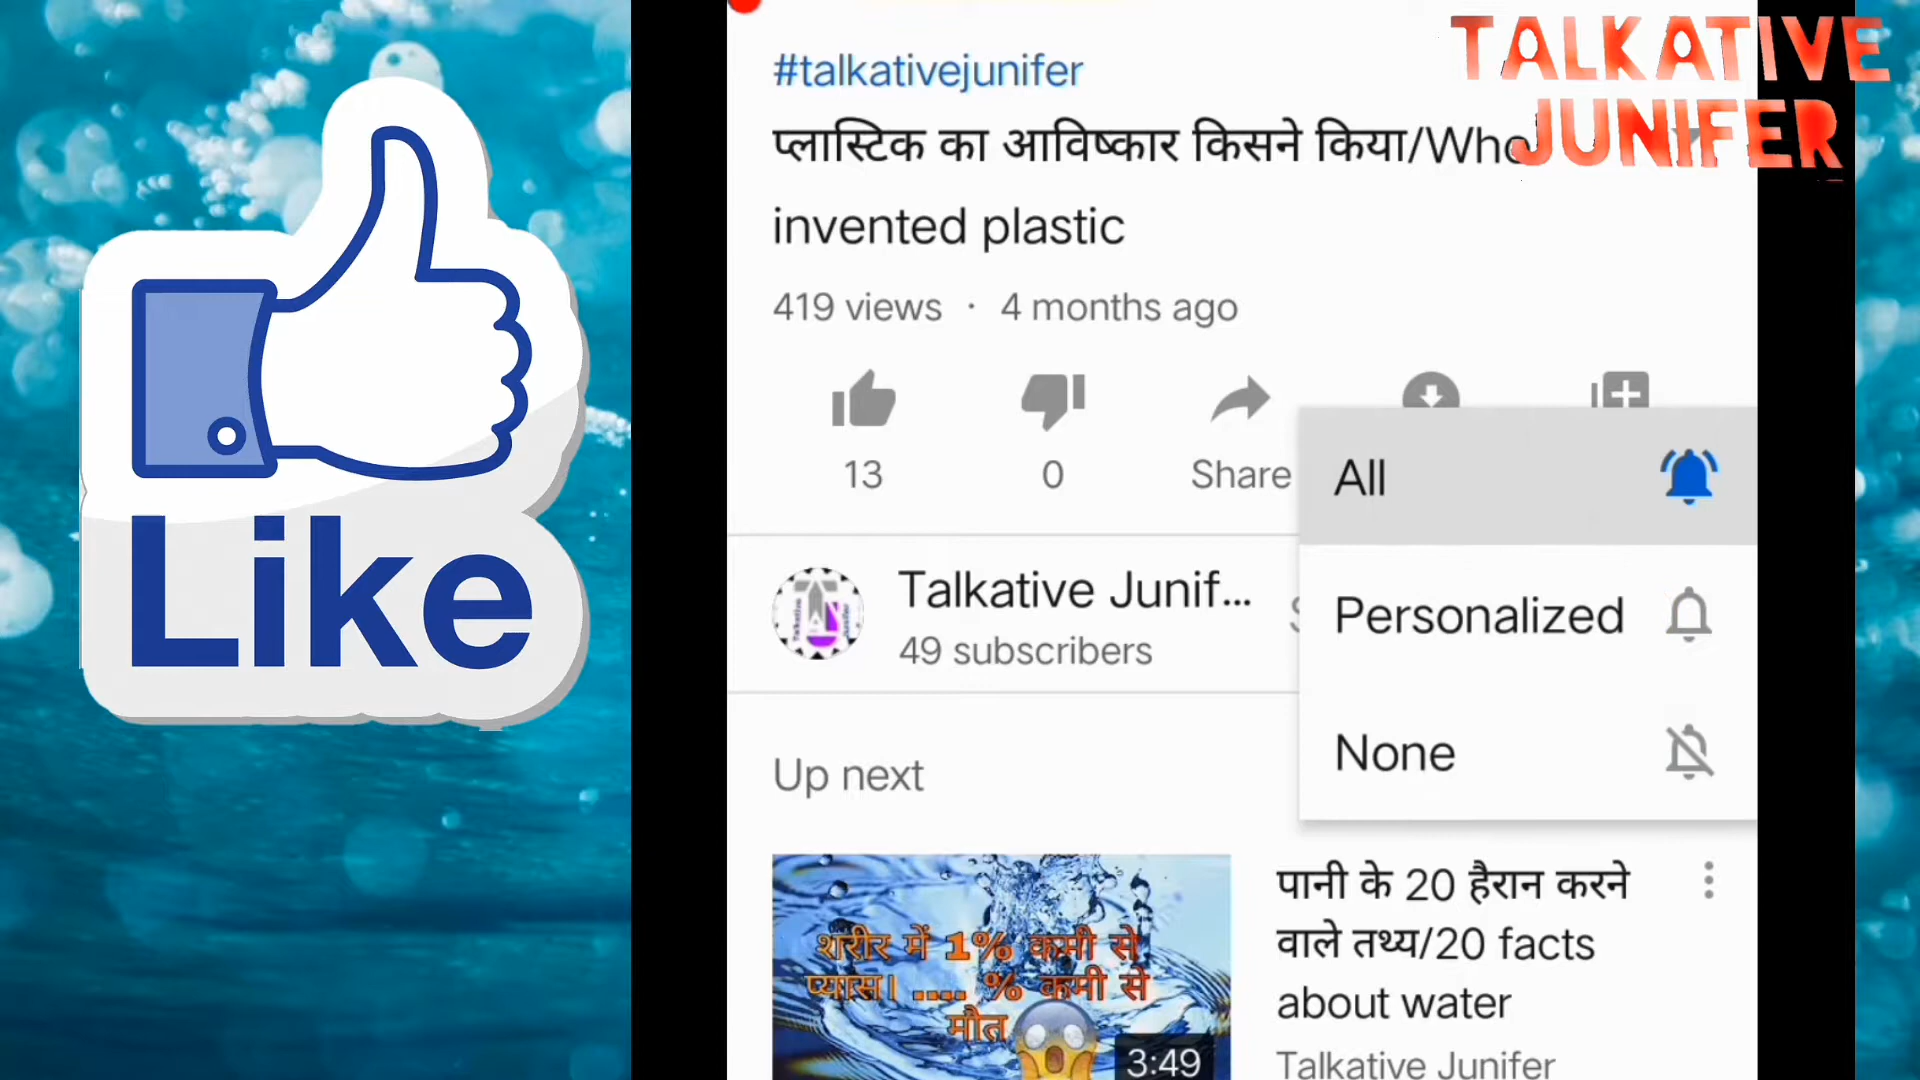 TALKATIVE
JUNIFER
#talkativejunifer
प्लास्टिक का आविष्कार किसने किया/Who
invented plastic
419 views · 4 months ago
13
0
Share
All
Personalized
None
Talkative Junif...
49 subscribers
Up next
Like
शरीर में 1% कमी से
प्यास। .... % कमी से
मौत
3:49
पानी के 20 हैरान करने
वाले तथ्य/20 facts
about water
Talkative Junifer